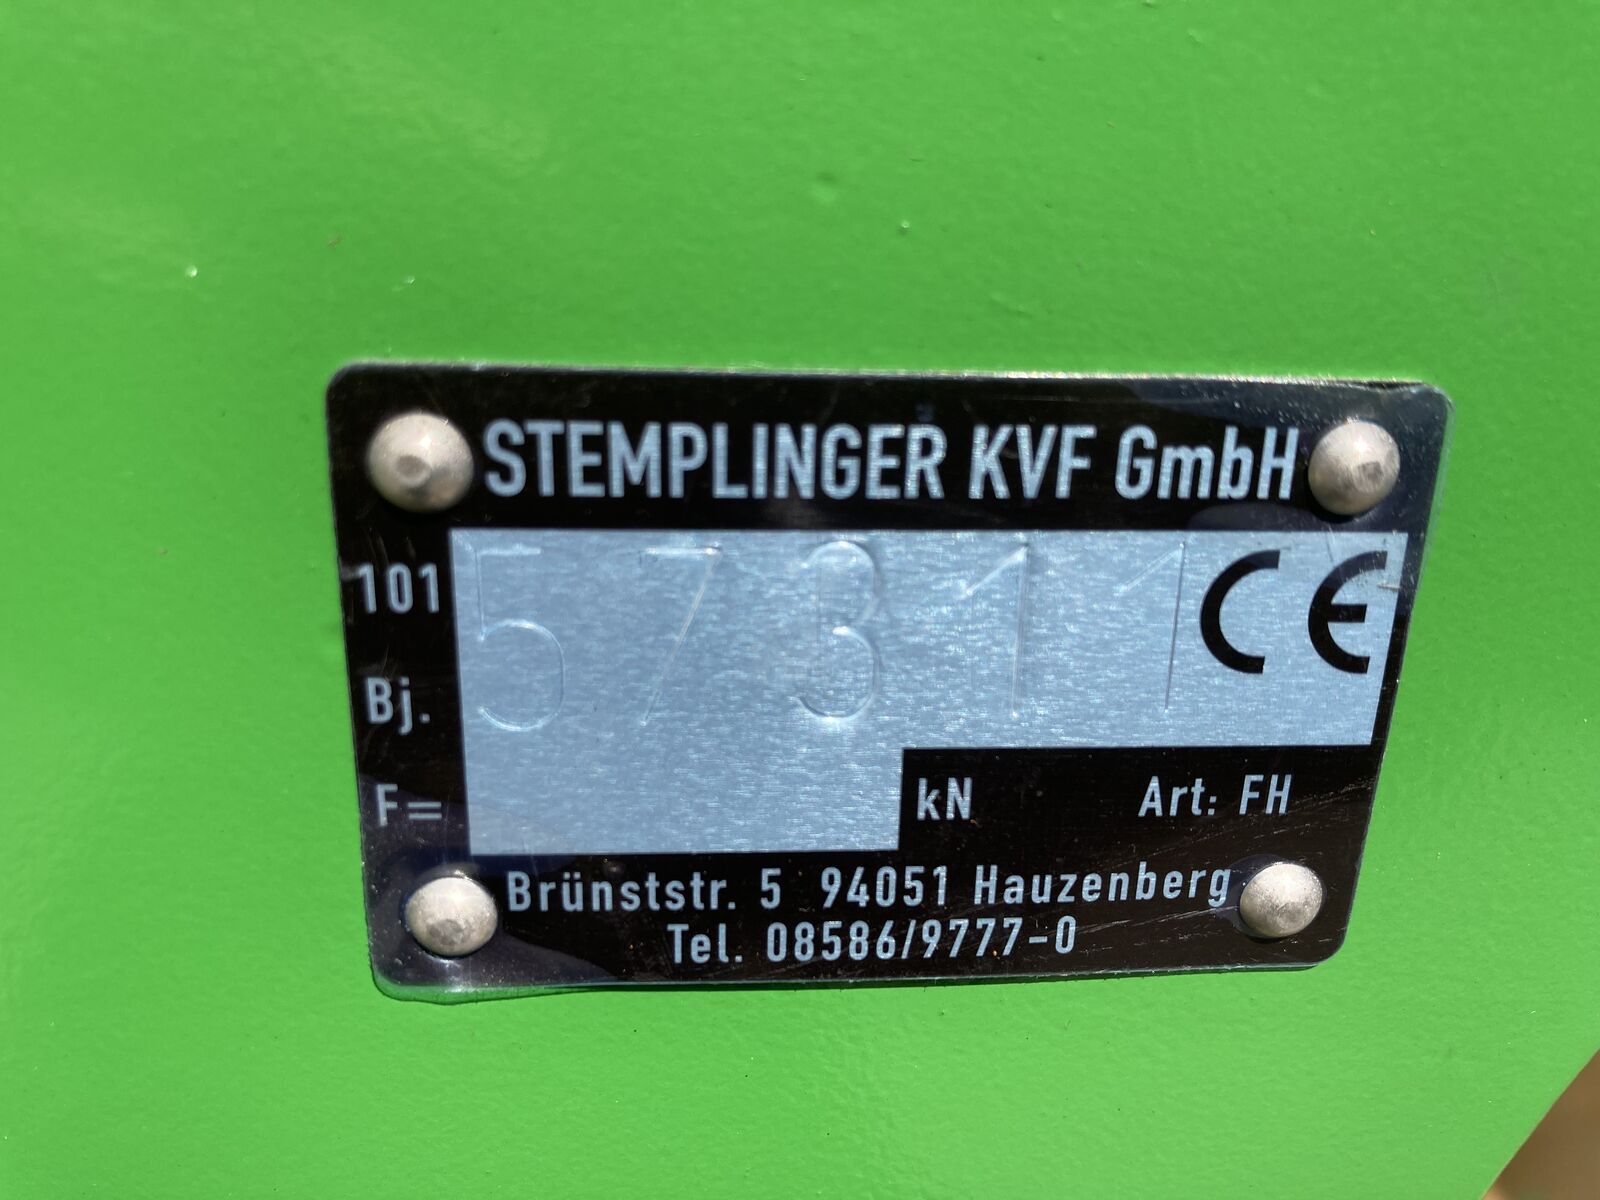 STEMPLINGER KVF GmbH
101 57311 CE
Bj.
F= kN Art: FH
Brünststr. 5 94051 Hauzenberg
Tel. 08586/9777-0